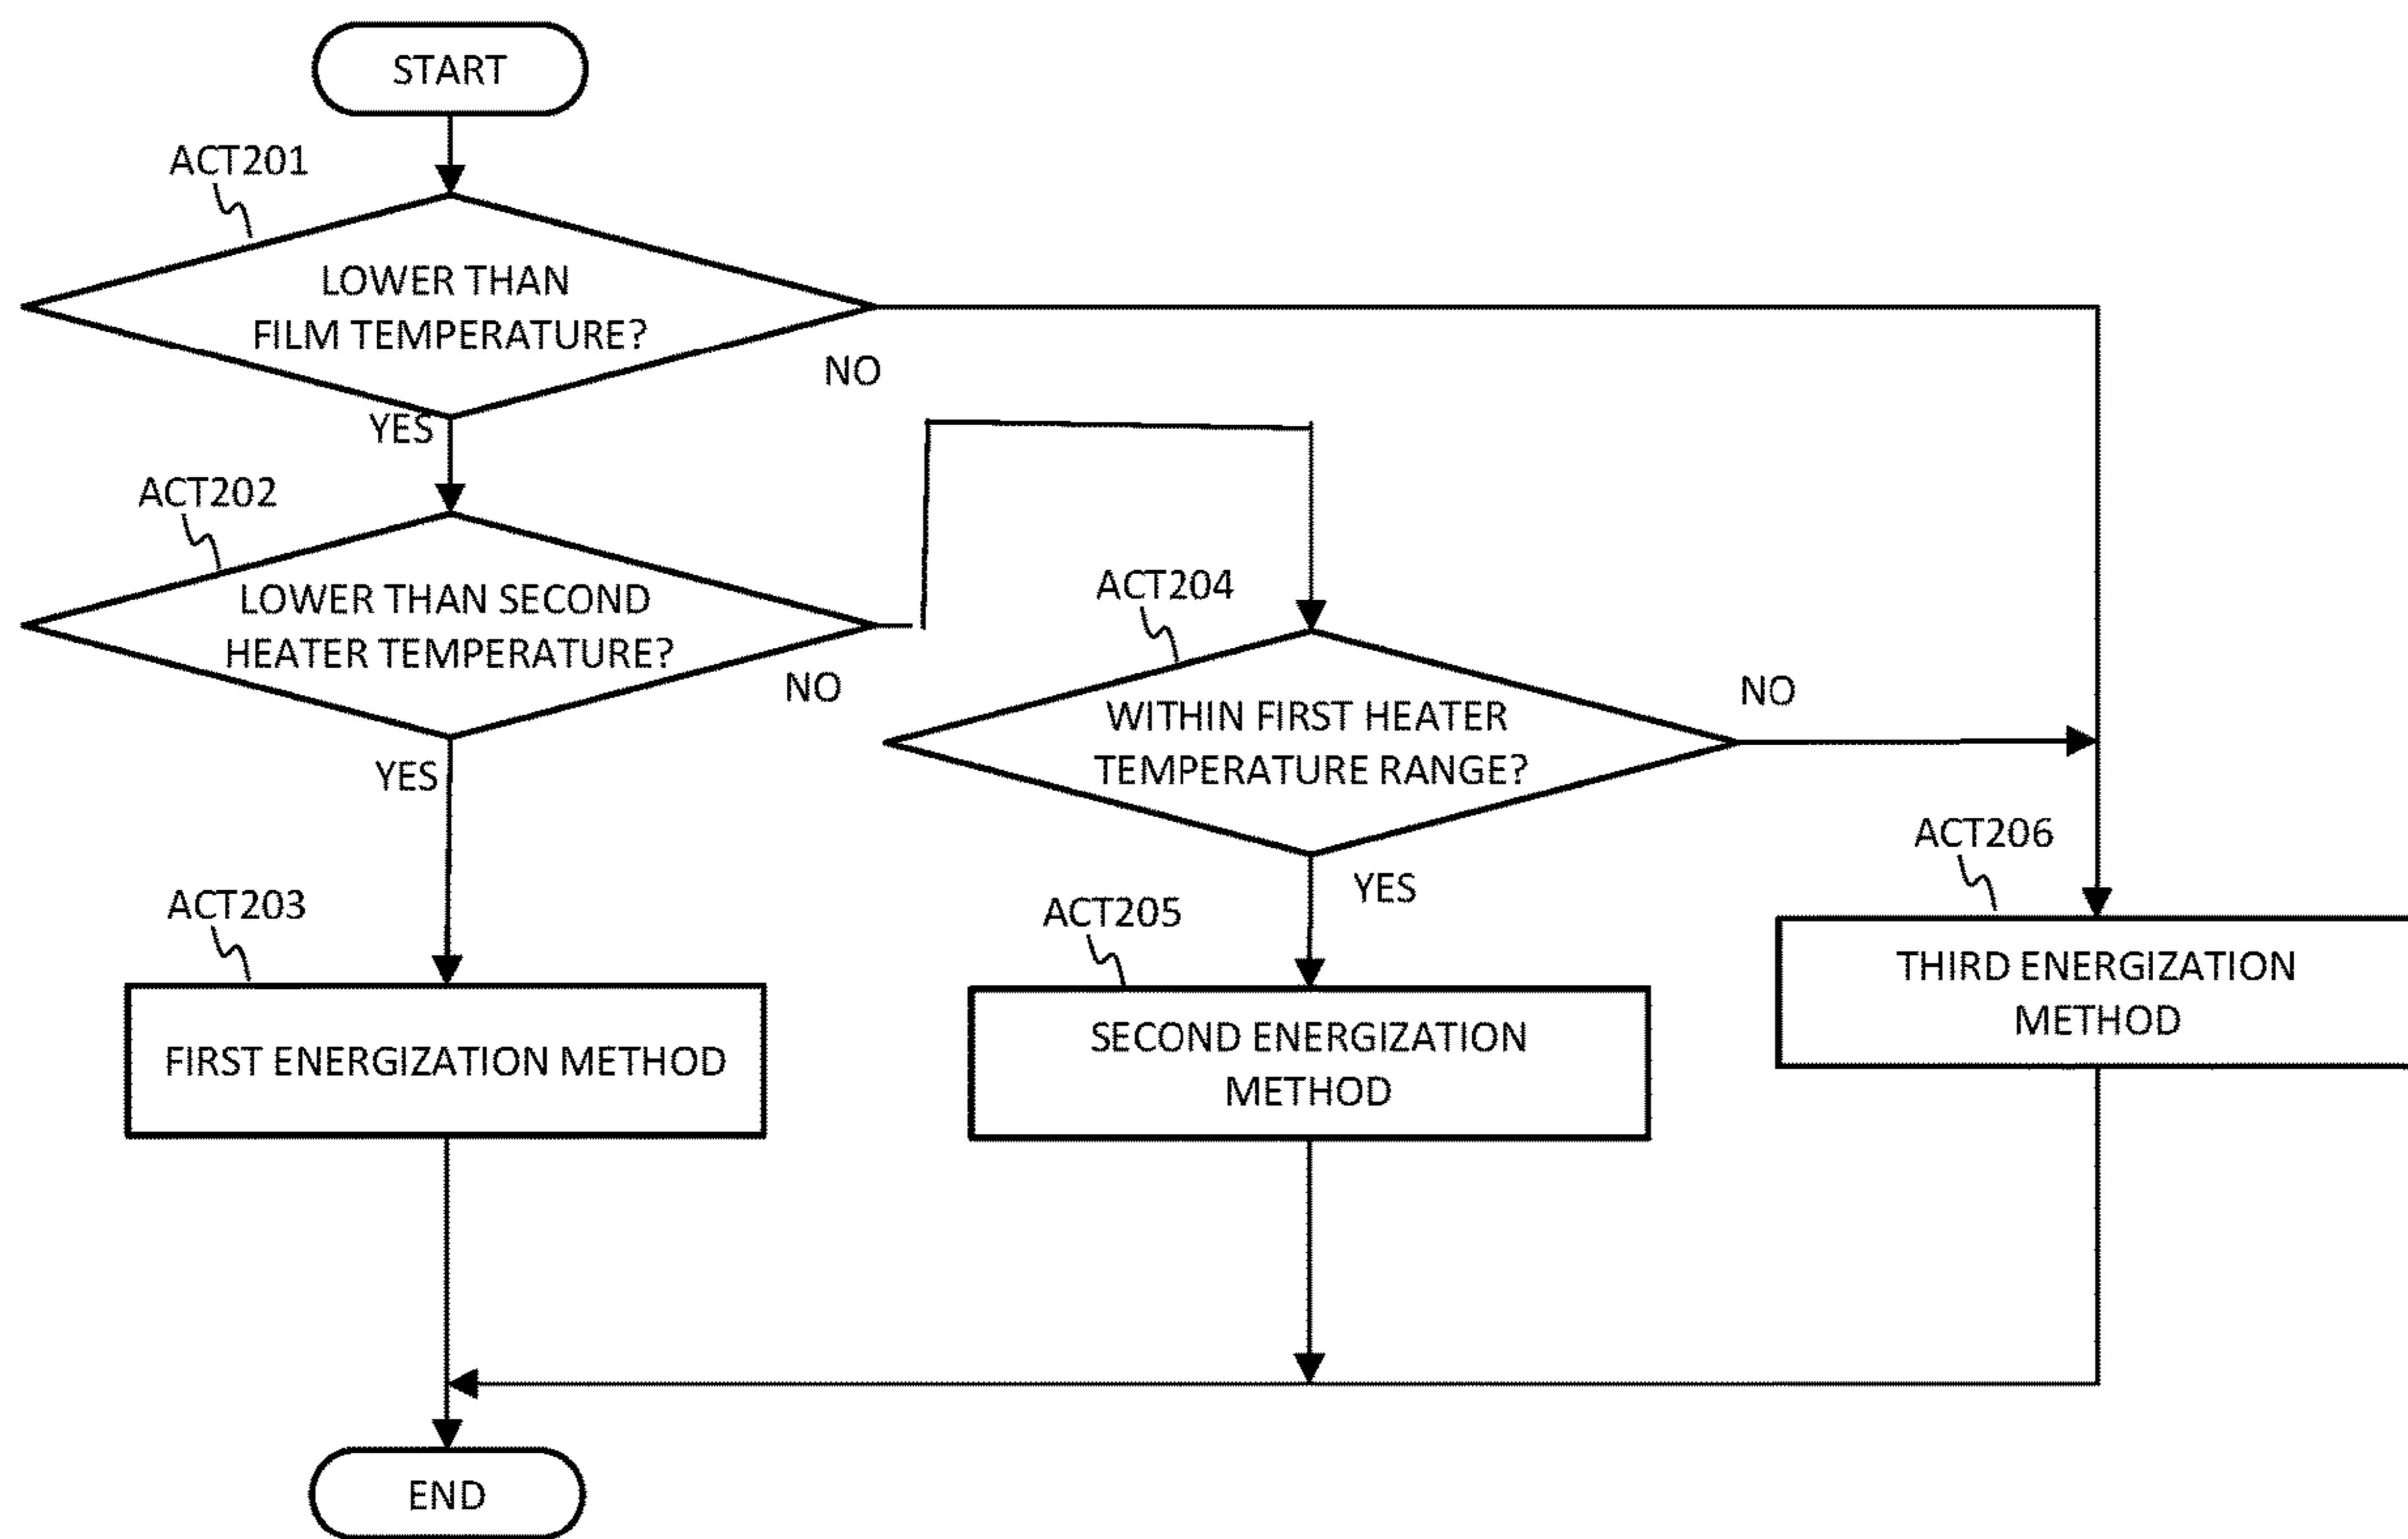 START
ACT201
LOWER THAN
FILM TEMPERATURE?
NO
YES
ACT202
LOWER THAN SECOND
HEATER TEMPERATURE?
NO
YES
ACT204
WITHIN FIRST HEATER
TEMPERATURE RANGE?
NO
YES
ACT203
FIRST ENERGIZATION METHOD
ACT205
SECOND ENERGIZATION
METHOD
ACT206
THIRD ENERGIZATION
METHOD
END